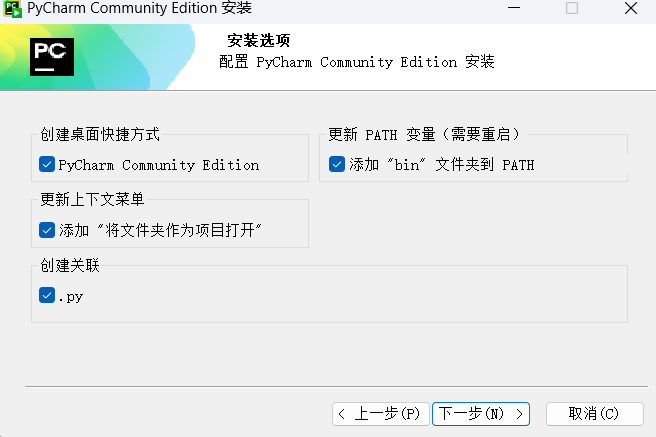 PyCharm Community Edition 安装
PC
安装选项
配置 PyCharm Community Edition 安装
创建桌面快捷方式
PyCharm Community Edition
更新 PATH 变量（需要重启）
添加 "bin" 文件夹到 PATH
更新上下文菜单
添加 "将文件夹作为项目打开"
创建关联
.py
< 上一步(P)
下一步(N) >
取消(C)